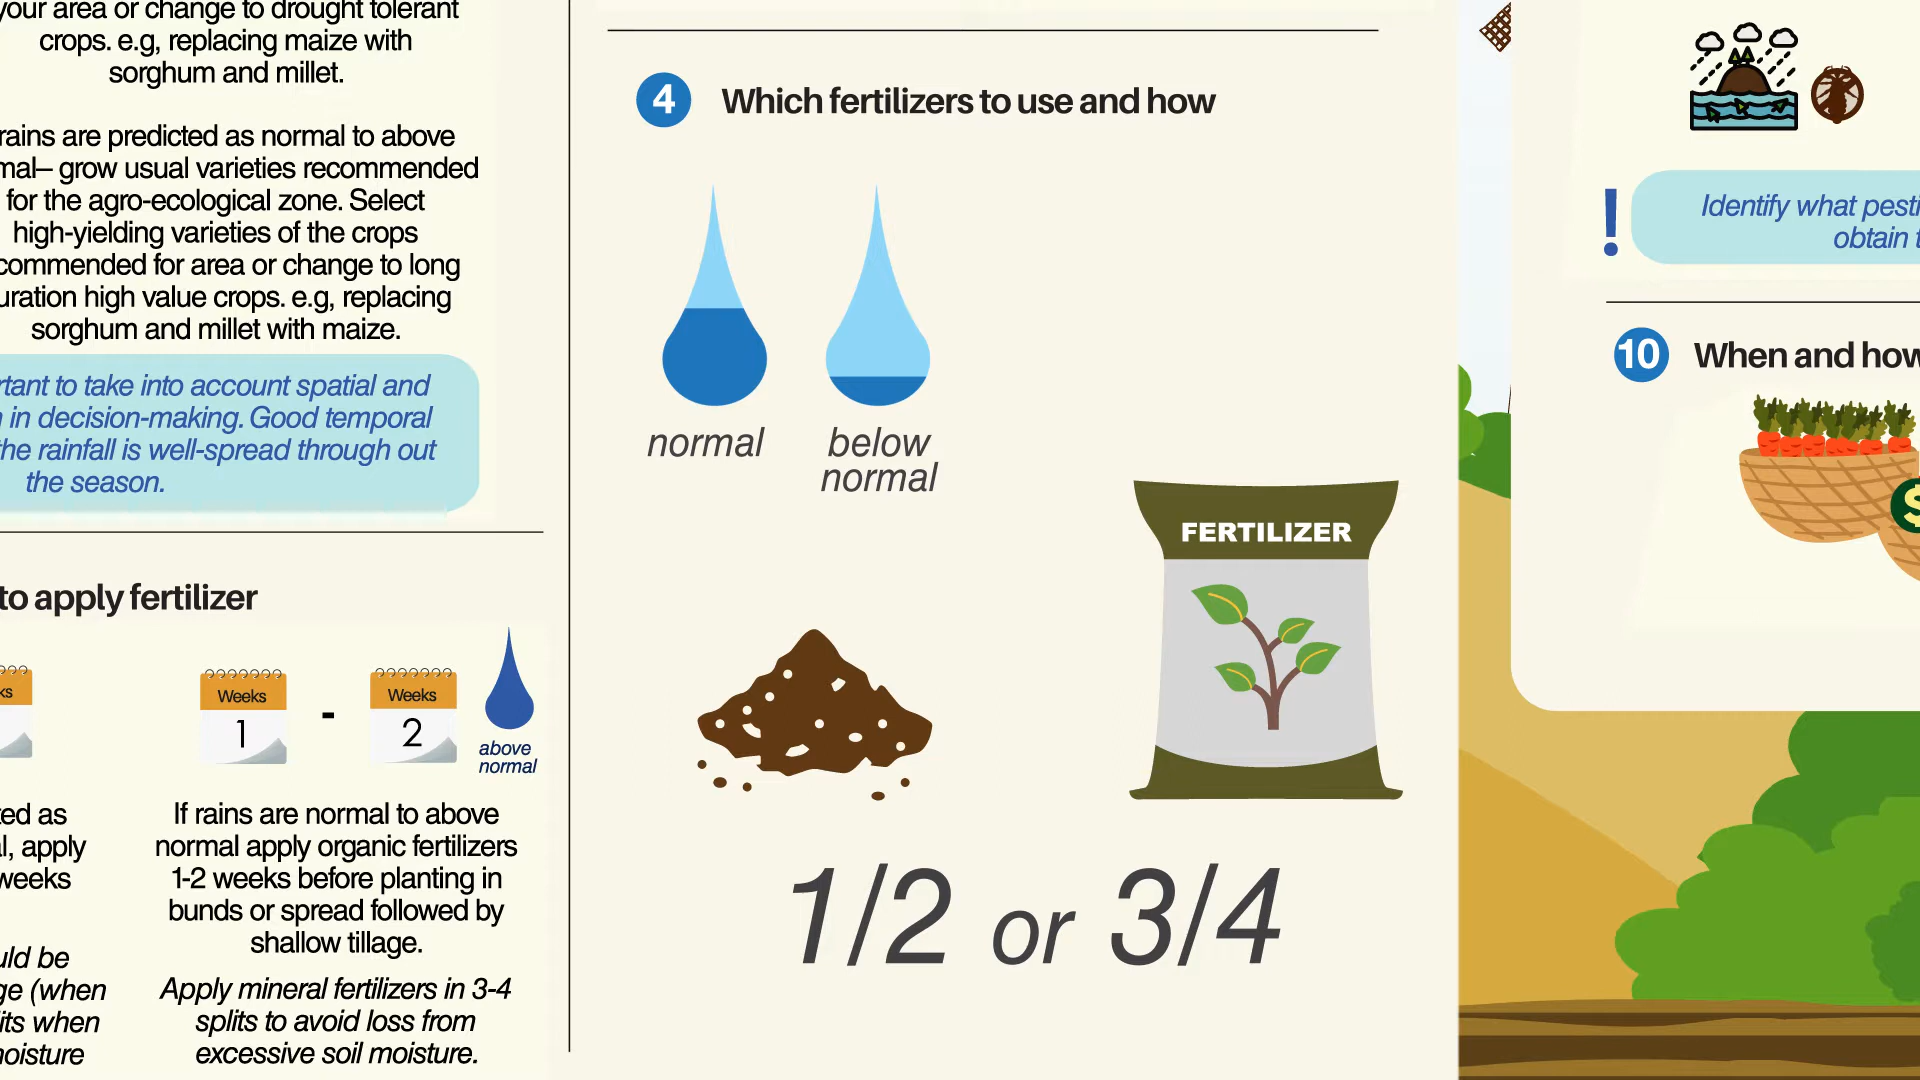 your area or change to drought tolerant
crops. e.g, replacing maize with
sorghum and millet.
rains are predicted as normal to above
mal– grow usual varieties recommended
for the agro-ecological zone. Select
high-yielding varieties of the crops
commended for area or change to long
uration high value crops. e.g, replacing
sorghum and millet with maize.
rtant to take into account spatial and
n in decision-making. Good temporal
the rainfall is well-spread through out
the season.
to apply fertilizer
ks
Weeks
1
-
Weeks
2
above
normal
ted as
al, apply
weeks
uld be
ge (when
lits when
noisture
If rains are normal to above
normal apply organic fertilizers
1-2 weeks before planting in
bunds or spread followed by
shallow tillage.
Apply mineral fertilizers in 3-4
splits to avoid loss from
excessive soil moisture.
4 Which fertilizers to use and how
normal
below
normal
FERTILIZER
1/2 or 3/4
! Identify what pesti
obtain t
10 When and how
$